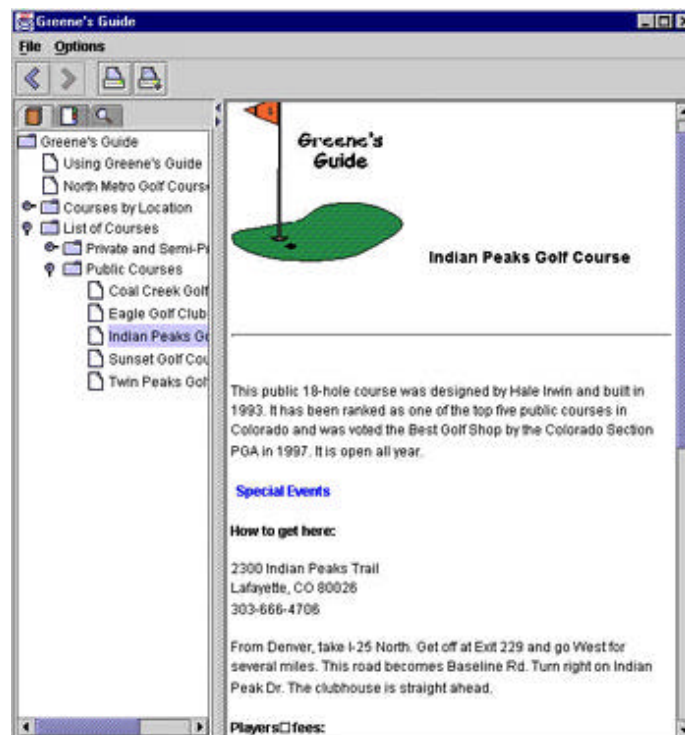 Greene's Guide
File Options
Greene's Guide
Using Greene's Guide
North Metro Golf Cours
Courses by Location
List of Courses
Private and Semi-P
Public Courses
Coal Creek Golf
Eagle Golf Club
Indian Peaks Go
Sunset Golf Cou
Twin Peaks Golf
Greene's
Guide
Indian Peaks Golf Course
This public 18-hole course was designed by Hale Irwin and built in
1993. It has been ranked as one of the top five public courses in
Colorado and was voted the Best Golf Shop by the Colorado Section
PGA in 1997. It is open all year.
Special Events
How to get here:
2300 Indian Peaks Trail
Lafayette, CO 80026
303-666-4706
From Denver, take I-25 North. Get off at Exit 229 and go West for
several miles. This road becomes Baseline Rd. Turn right on Indian
Peak Dr. The clubhouse is straight ahead.
Players□fees: